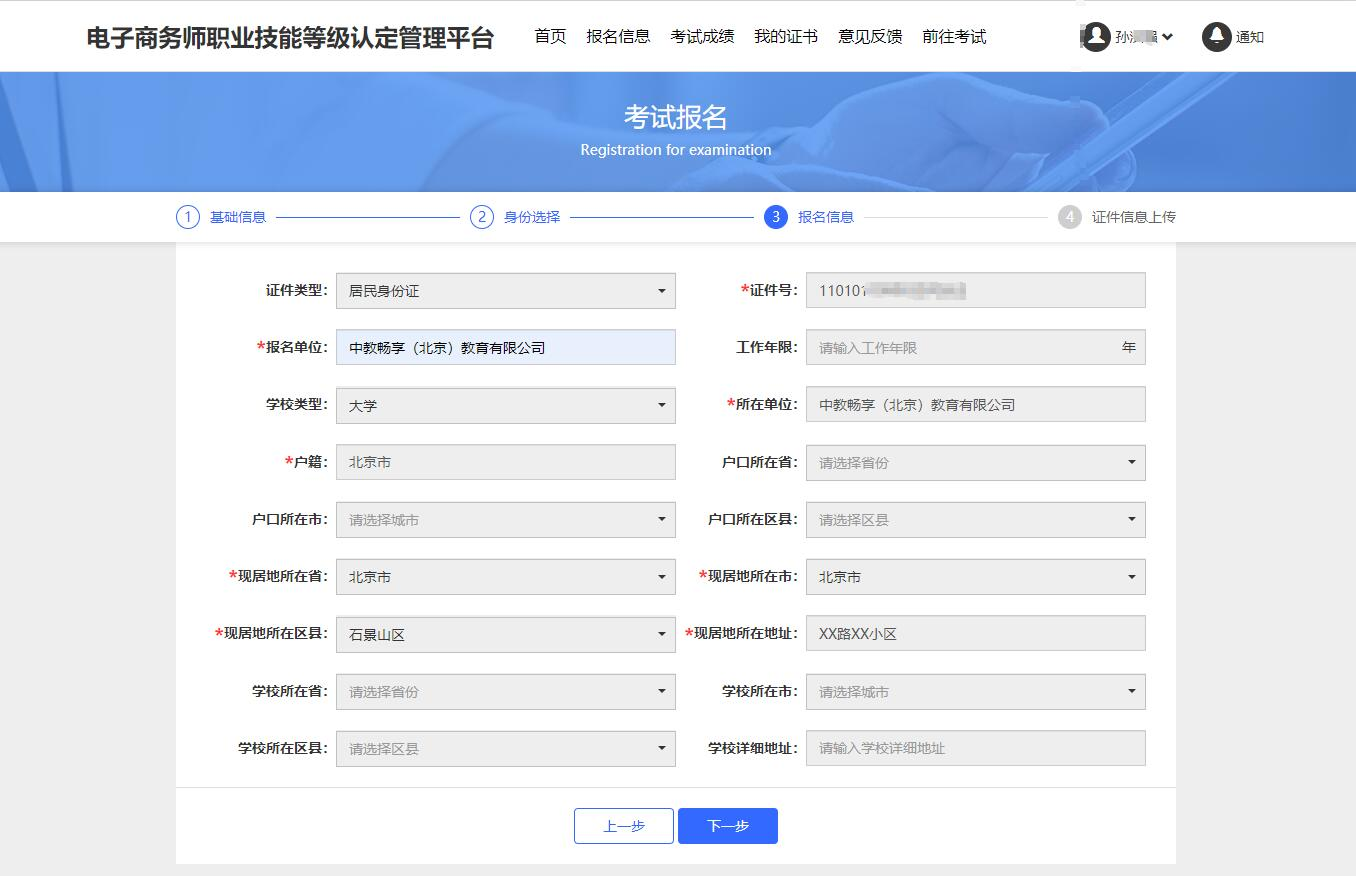 电子商务师职业技能等级认定管理平台 首页 报名信息 考试成绩 我的证书 意见反馈 前往考试 孙 通知
考试报名
Registration for examination
1 基础信息 2 身份选择 3 报名信息 4 证件信息上传
证件类型: 居民身份证 *证件号: 110101
*报名单位: 中教畅享（北京）教育有限公司 工作年限: 请输入工作年限 年
学校类型: 大学 *所在单位: 中教畅享（北京）教育有限公司
*户籍: 北京市 户口所在省: 请选择省份
户口所在市: 请选择城市 户口所在区县: 请选择区县
*现居地所在省: 北京市 *现居地所在市: 北京市
*现居地所在区县: 石景山区 *现居地所在地址: XX路XX小区
学校所在省: 请选择省份 学校所在市: 请选择城市
学校所在区县: 请选择区县 学校详细地址: 请输入学校详细地址
上一步 下一步